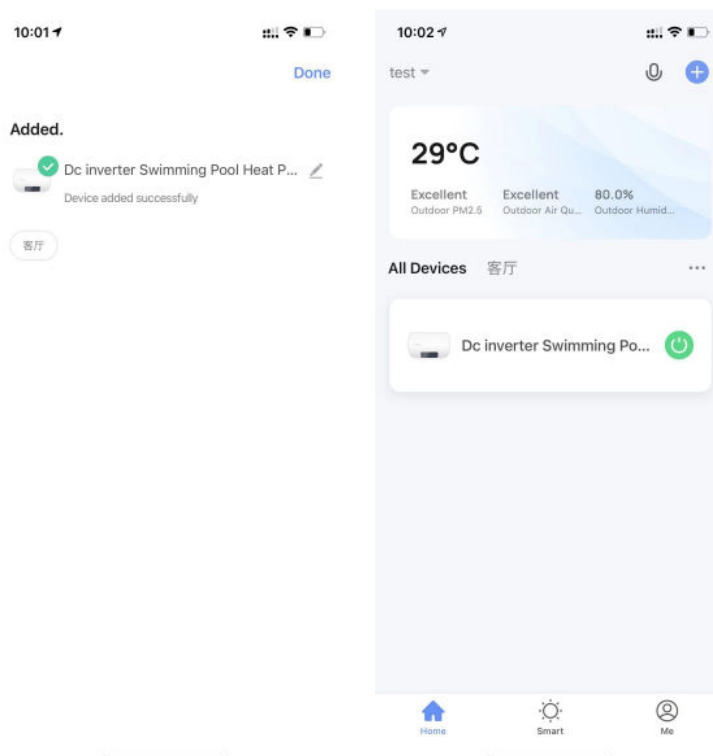 10:01
Done
Added.
Dc inverter Swimming Pool Heat P...
Device added successfully
客厅
10:02
test
29°C
Excellent Excellent 80.0%
Outdoor PM2.5 Outdoor Air Qu... Outdoor Humid...
All Devices 客厅
Dc inverter Swimming Po...
Home Smart Me